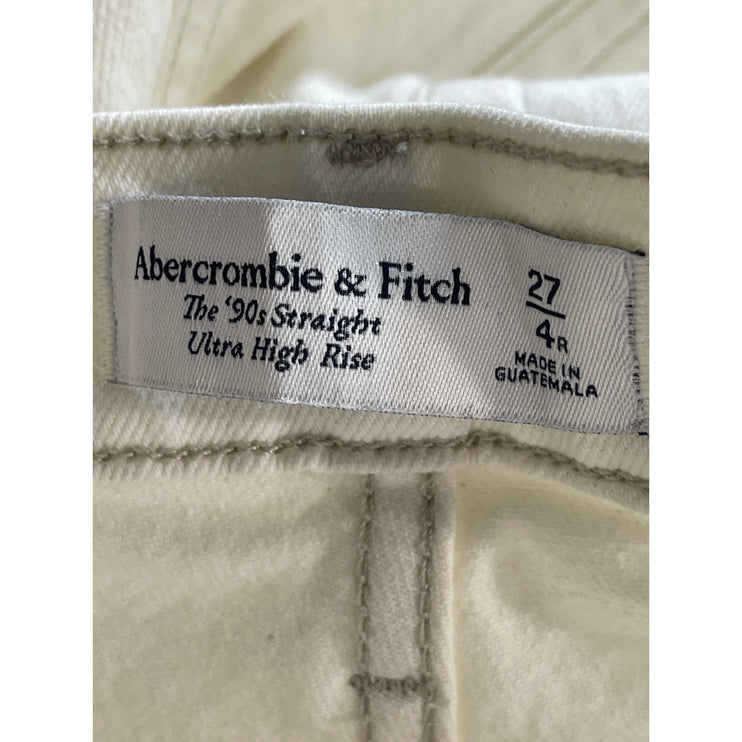 Abercrombie & Fitch
The '90s Straight
Ultra High Rise
27
4R
MADE IN
GUATEMALA